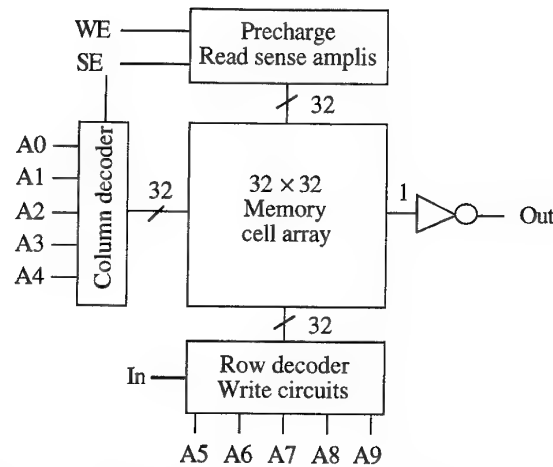 WE
SE
Precharge
Read sense amplis
32
A0
A1
A2
A3
A4
Column decoder
32
32 × 32
Memory
cell array
1
Out
32
In
Row decoder
Write circuits
A5 A6 A7 A8 A9